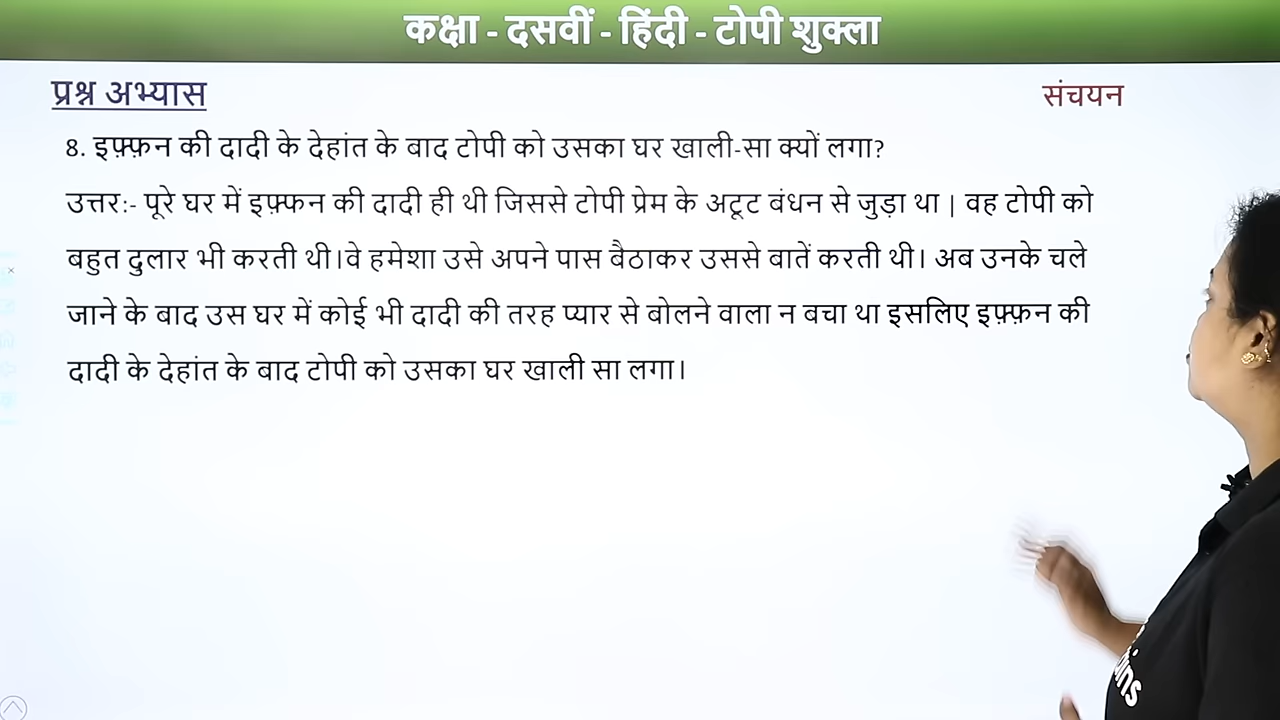 कक्षा - दसवीं - हिंदी - टोपी शुक्ला
प्रश्न अभ्यास
संचयन
8. इफ़्फ़न की दादी के देहांत के बाद टोपी को उसका घर खाली-सा क्यों लगा?
उत्तर:- पूरे घर में इफ़्फन की दादी ही थी जिससे टोपी प्रेम के अटूट बंधन से जुड़ा था | वह टोपी को
बहुत दुलार भी करती थी।वे हमेशा उसे अपने पास बैठाकर उससे बातें करती थी। अब उनके चले
जाने के बाद उस घर में कोई भी दादी की तरह प्यार से बोलने वाला न बचा था इसलिए इफ़्फ़न की
दादी के देहांत के बाद टोपी को उसका घर खाली सा लगा।